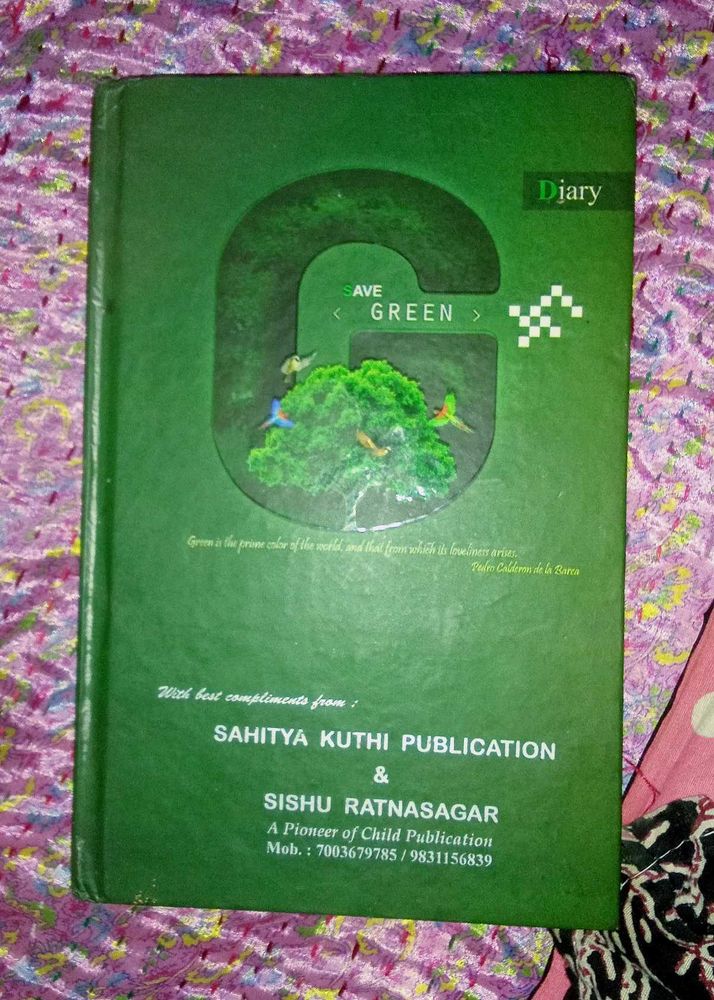 Diary
SAVE
< GREEN >
Green is the prime color of the world, and that from which its loveliness arises.
Pedro Calderon de la Barca
With best compliments from :
SAHITYA KUTHI PUBLICATION
&
SISHU RATNASAGAR
A Pioneer of Child Publication
Mob. : 7003679785 / 9831156839